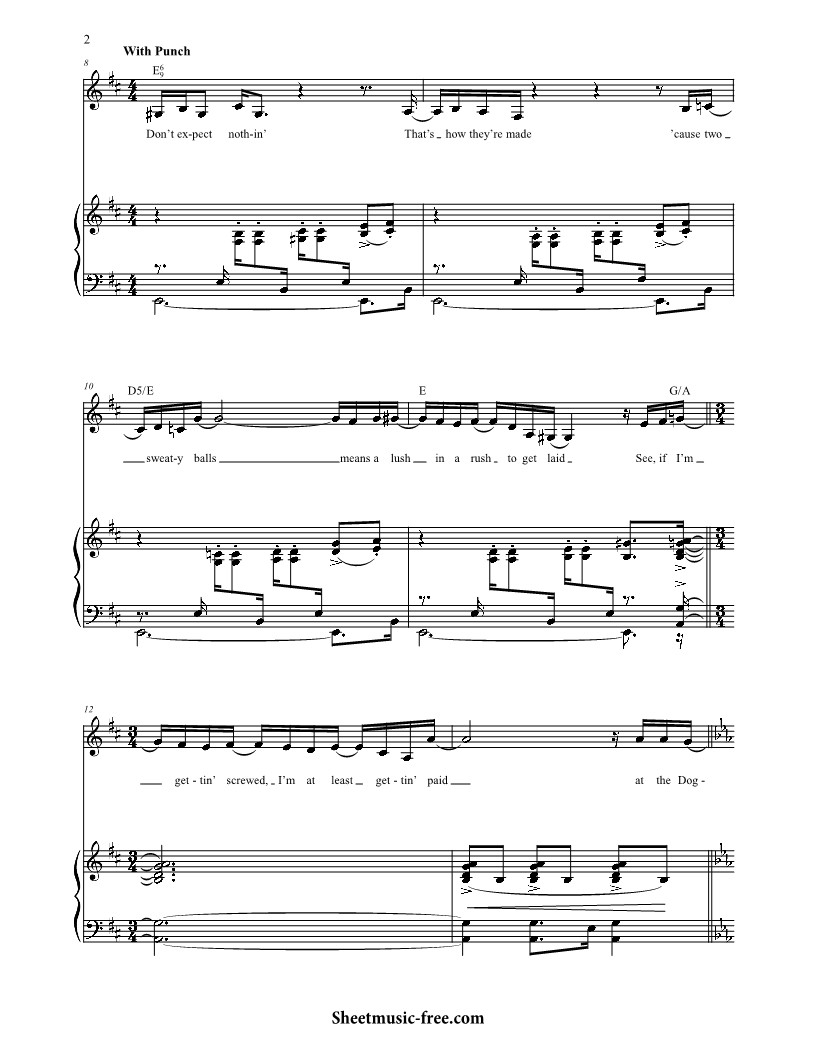 2
With Punch
8
E6/9
Don't ex-pect noth-in' That's how they're made 'cause two
10
D5/E E G/A
sweat-y balls means a lush in a rush to get laid See, if I'm
12
get - tin' screwed, I'm at least get - tin' paid at the Dog -
Sheetmusic-free.com